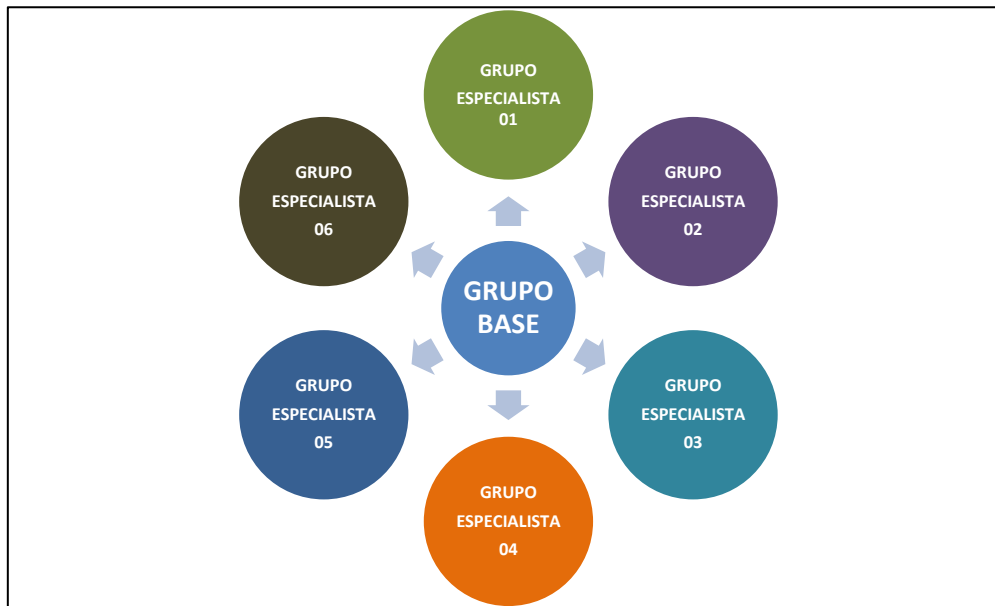 GRUPO
ESPECIALISTA
01
GRUPO
ESPECIALISTA
06
GRUPO
ESPECIALISTA
02
GRUPO
BASE
GRUPO
ESPECIALISTA
05
GRUPO
ESPECIALISTA
03
GRUPO
ESPECIALISTA
04